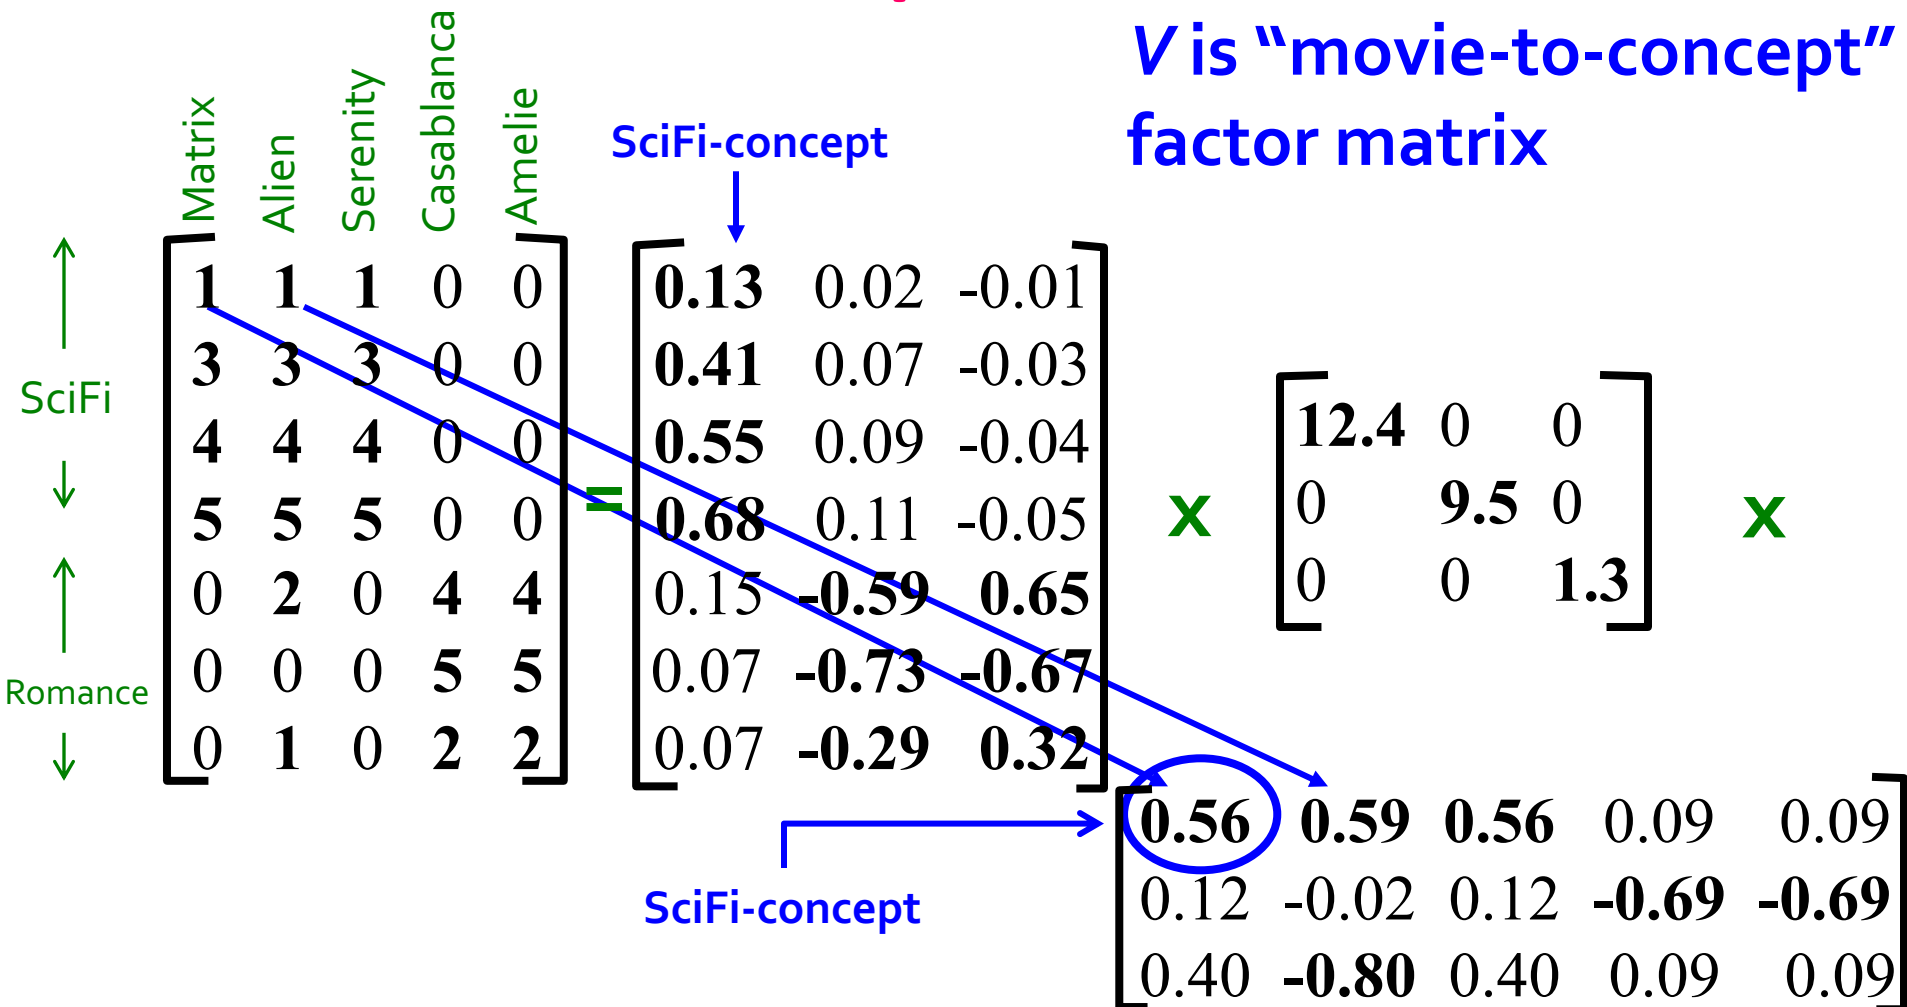 V is “movie-to-concept”
factor matrix
Matrix
Alien
Serenity
Casablanca
Amelie
SciFi-concept
SciFi
Romance
1 1 1 0 0
3 3 3 0 0
4 4 4 0 0
5 5 5 0 0
0 2 0 4 4
0 0 0 5 5
0 1 0 2 2
=
0.13 0.02 -0.01
0.41 0.07 -0.03
0.55 0.09 -0.04
0.68 0.11 -0.05
0.15 -0.59 0.65
0.07 -0.73 -0.67
0.07 -0.29 0.32
x
12.4 0 0
0 9.5 0
0 0 1.3
x
SciFi-concept
0.56 0.59 0.56 0.09 0.09
0.12 -0.02 0.12 -0.69 -0.69
0.40 -0.80 0.40 0.09 0.09